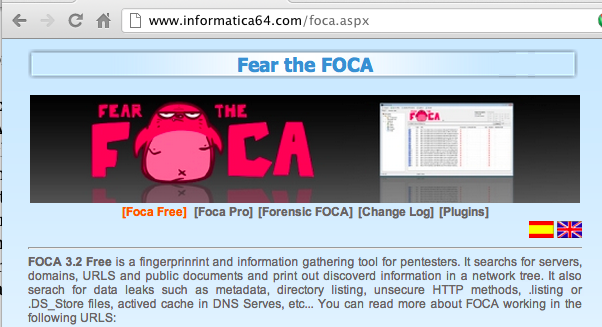 www.informatica64.com/foca.aspx
Fear the FOCA
FEAR THE
FOCA
[Foca Free] [Foca Pro] [Forensic FOCA] [Change Log] [Plugins]
FOCA 3.2 Free is a fingerprinrint and information gathering tool for pentesters. It searchs for servers,
domains, URLS and public documents and print out discoverd information in a network tree. It also
serach for data leaks such as metadata, directory listing, unsecure HTTP methods, .listing or
.DS_Store files, actived cache in DNS Serves, etc... You can read more about FOCA working in the
following URLS: